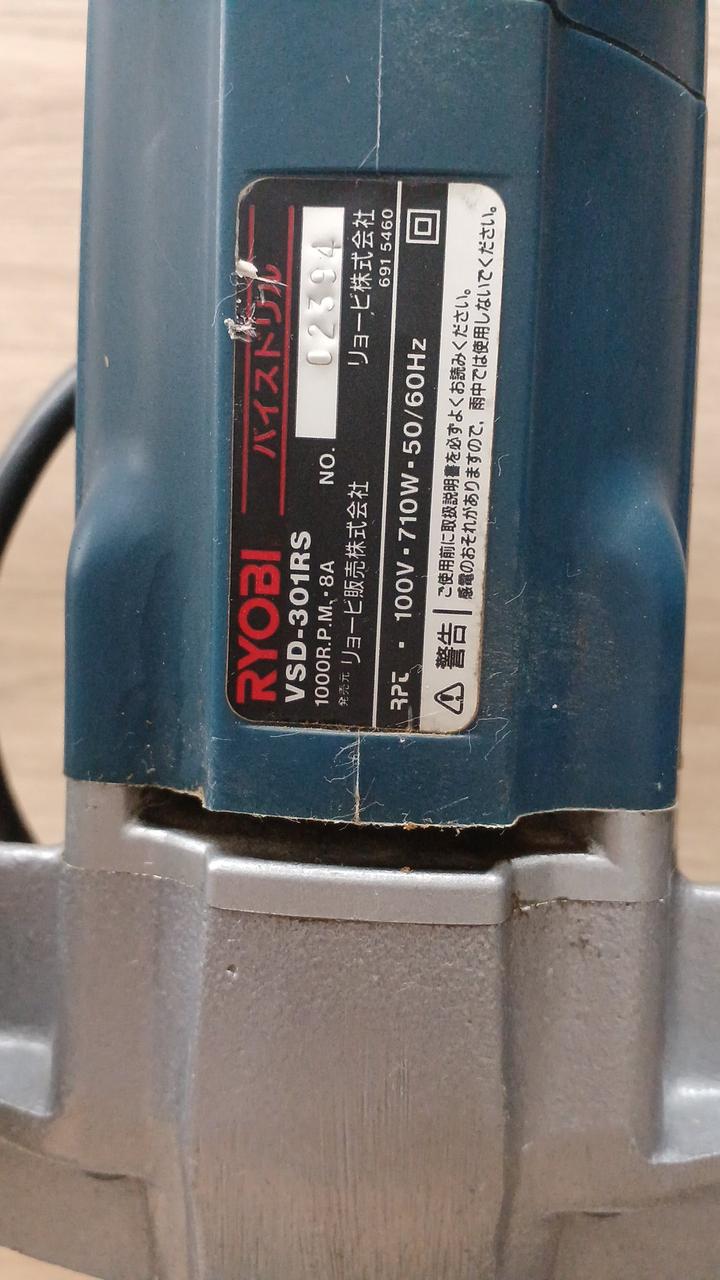 RYOBI バイスドリル
VSD-301RS
1000R.P.M.・8A NO. 02394
発売元 リョービ販売株式会社 リョービ株式会社
691 5460
・ 100V・710W・50/60Hz
警告 ご使用前に取扱説明書を必ずよくお読みください。
感電のおそれがありますので、雨中では使用しないでください。